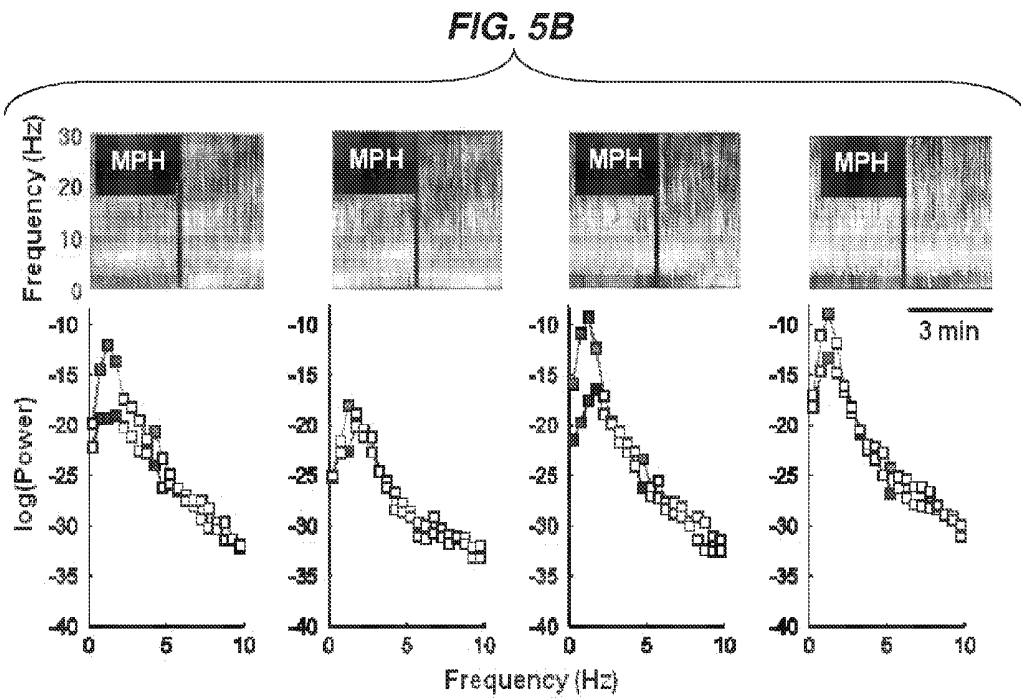 FIG. 5B
Frequency (Hz)
30
20
10
0
MPH
MPH
MPH
MPH
3 min
log(Power)
-10 -10 -10 -10
-15 -15 -15 -15
-20 -20 -20 -20
-25 -25 -25 -25
-30 -30 -30 -30
-35 -35 -35 -35
-40 -40 -40 -40
0 5 10 0 5 10 0 5 10 0 5 10
Frequency (Hz)